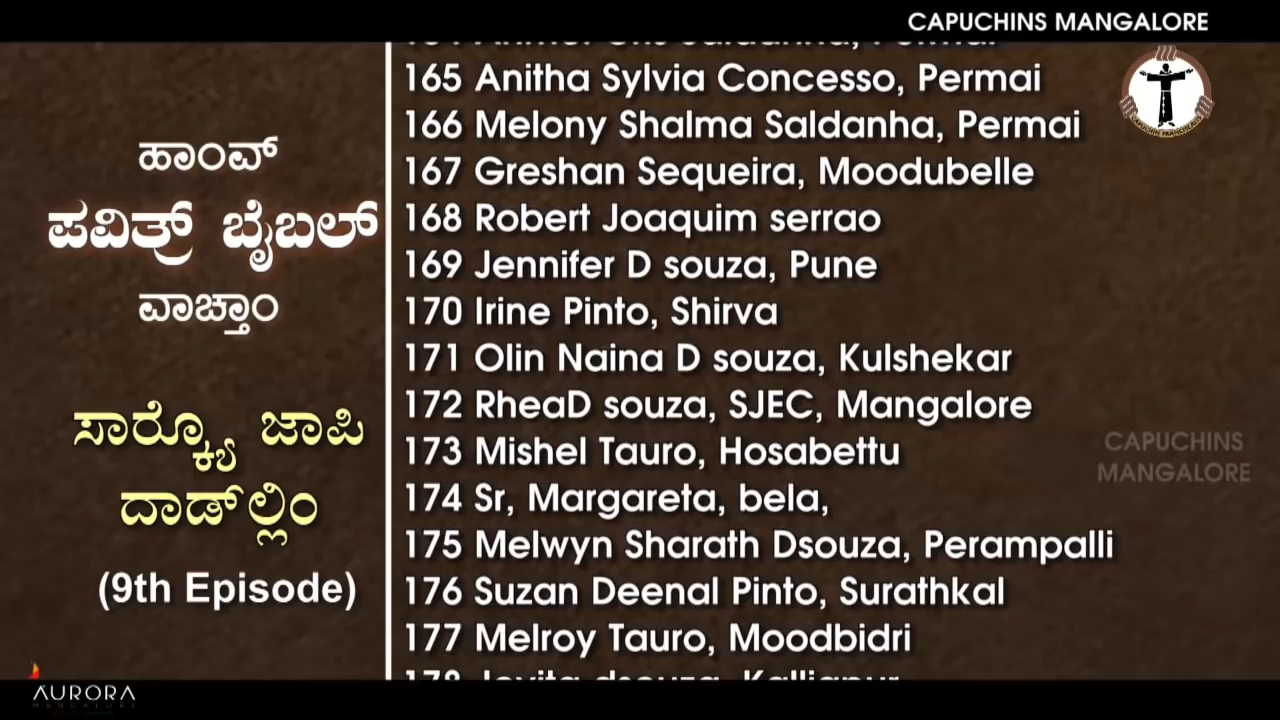 CAPUCHINS MANGALORE
ಹಾಂವ್
ಪವಿತ್ರ್ ಬೈಬಲ್
ವಾಚ್ತಾಂ
ಸಾರ್ಕ್ಯೊ ಜಾಪಿ
ದಾಡ್‌ಲ್ಲಿಂ
(9th Episode)
165 Anitha Sylvia Concesso, Permai
166 Melony Shalma Saldanha, Permai
167 Greshan Sequeira, Moodubelle
168 Robert Joaquim serrao
169 Jennifer D souza, Pune
170 Irine Pinto, Shirva
171 Olin Naina D souza, Kulshekar
172 RheaD souza, SJEC, Mangalore
173 Mishel Tauro, Hosabettu
174 Sr, Margareta, bela,
175 Melwyn Sharath Dsouza, Perampalli
176 Suzan Deenal Pinto, Surathkal
177 Melroy Tauro, Moodbidri
CAPUCHINS
MANGALORE
AURORA
MANGALORE